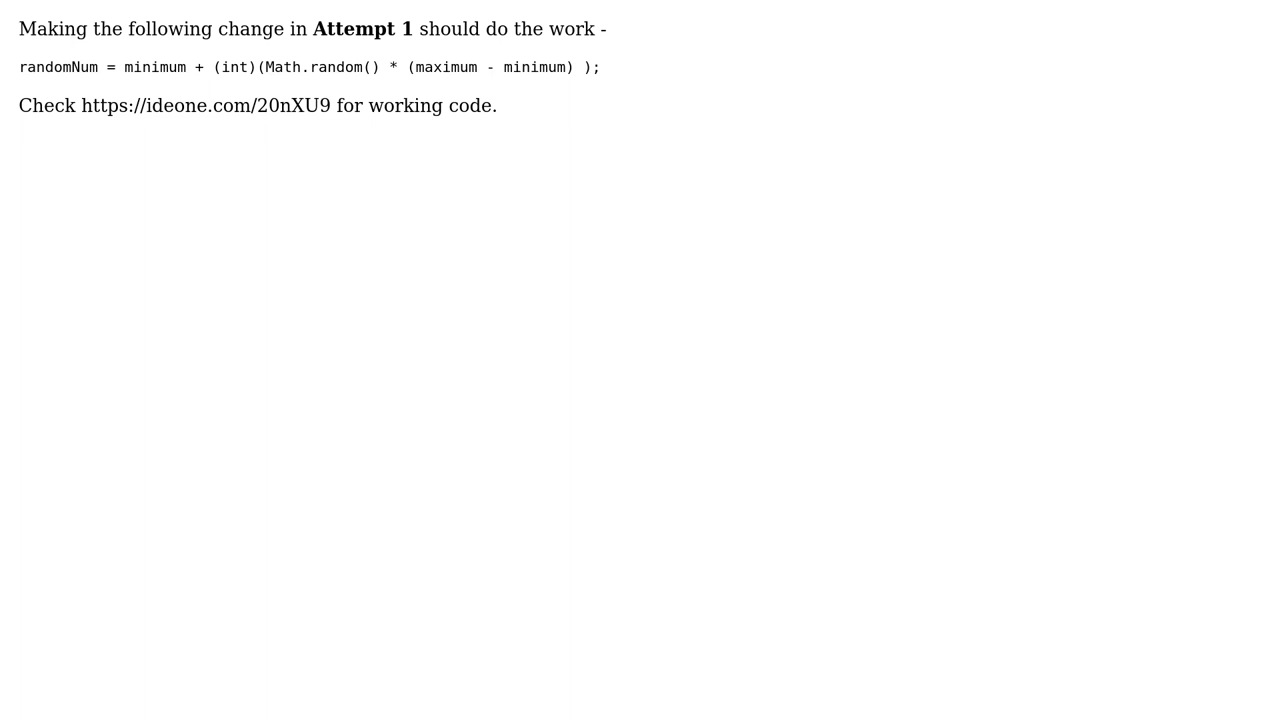 Making the following change in Attempt 1 should do the work -
randomNum = minimum + (int)(Math.random() * (maximum - minimum) );
Check https://ideone.com/20nXU9 for working code.